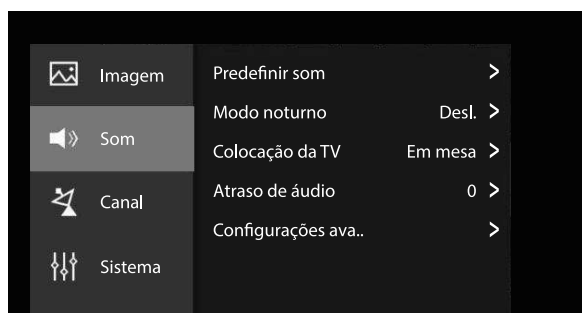 Imagem
Som
Canal
Sistema
Predefinir som >
Modo noturno Desl. >
Colocação da TV Em mesa >
Atraso de áudio 0 >
Configurações ava.. >